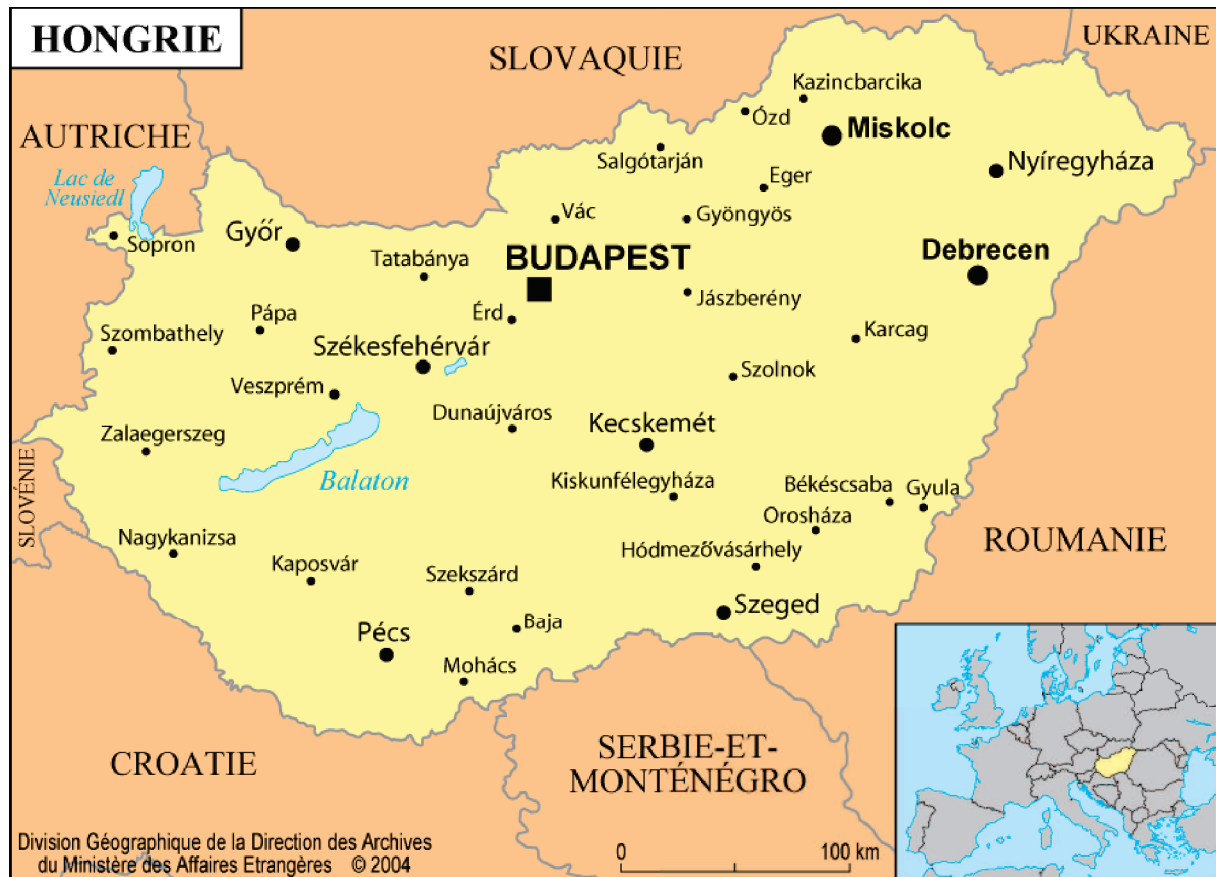 HONGRIE
SLOVAQUIE
UKRAINE
AUTRICHE
Kazincbarcika
Ózd
Miskolc
Salgótarján
Nyíregyháza
Lac de
Neusiedl
Eger
Vác
Gyöngyös
Sopron
Győr
Tatabánya
BUDAPEST
Debrecen
Jászberény
Érd
Pápa
Szombathely
Székesfehérvár
Karcag
Szolnok
Veszprém
Dunaújváros
Kecskemét
Zalaegerszeg
Balaton
Kiskunfélegyháza
Békéscsaba
Gyula
SLOVÉNIE
Orosháza
ROUMANIE
Nagykanizsa
Hódmezővásárhely
Kaposvár
Szekszárd
Szeged
Baja
Pécs
Mohács
CROATIE
SERBIE-ET-
MONTÉNÉGRO
Division Géographique de la Direction des Archives
du Ministère des Affaires Etrangères © 2004
0 100 km